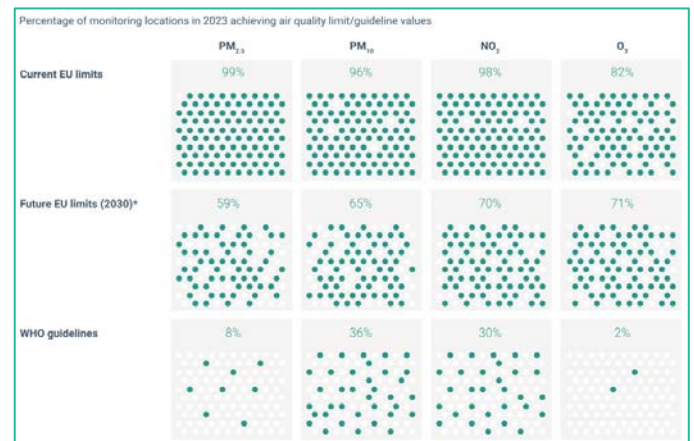 Percentage of monitoring locations in 2023 achieving air quality limit/guideline values
PM₂.₅ PM₁₀ NO₂ O₃
Current EU limits 99% 96% 98% 82%
Future EU limits (2030)* 59% 65% 70% 71%
WHO guidelines 8% 36% 30% 2%